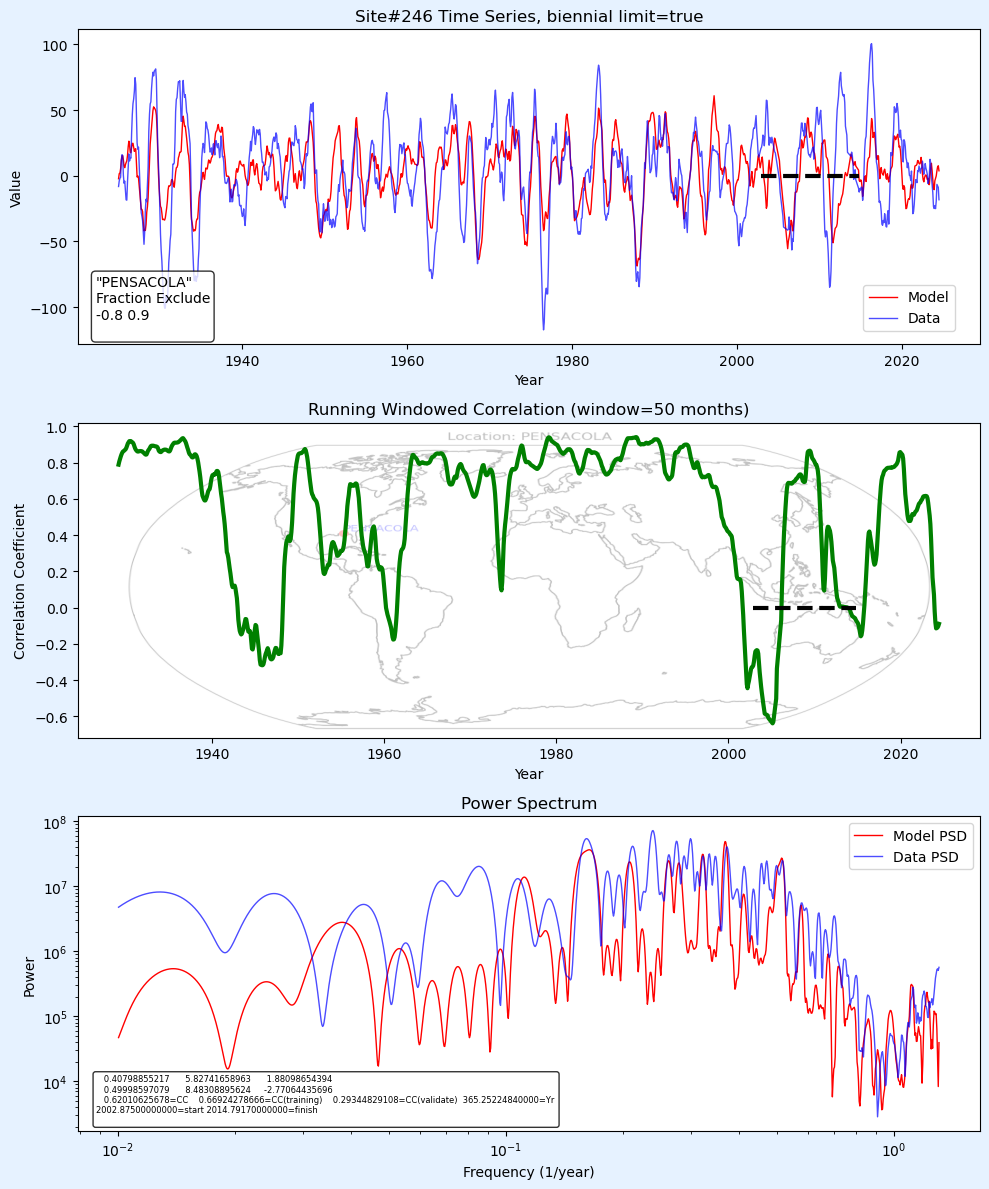 Site#246 Time Series, biennial limit=true
100
50
0
−50
−100
Value
"PENSACOLA"
Fraction Exclude
-0.8 0.9
Model
Data
1940
1960
1980
2000
2020
Year
Running Windowed Correlation (window=50 months)
Location: PENSACOLA
PENSACOLA
1.0
0.8
0.6
0.4
0.2
0.0
−0.2
−0.4
−0.6
Correlation Coefficient
1940
1960
1980
2000
2020
Year
Power Spectrum
10⁸
10⁷
10⁶
10⁵
10⁴
Power
Model PSD
Data PSD
0.40798855217 5.82741658963 1.88098654394
0.49998597079 8.48308895624 -2.77064435696
0.62010625678=CC 0.66924278666=CC(training) 0.29344829108=CC(validate) 365.25224840000=Yr
2002.87500000000=start 2014.79170000000=finish
10⁻²
10⁻¹
10⁰
Frequency (1/year)